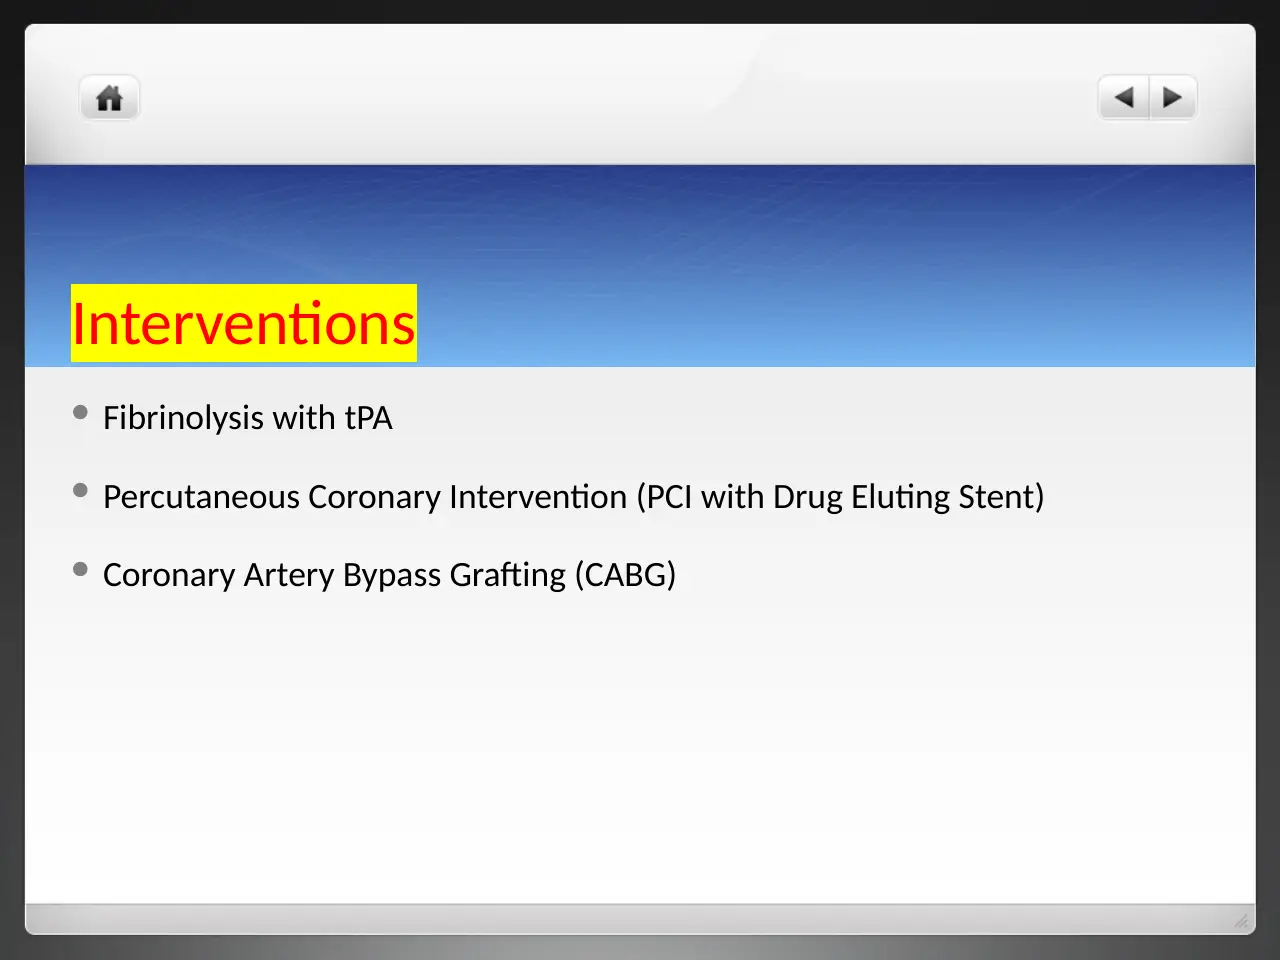 Interventions
Fibrinolysis with tPA
Percutaneous Coronary Intervention (PCI with Drug Eluting Stent)
Coronary Artery Bypass Grafting (CABG)